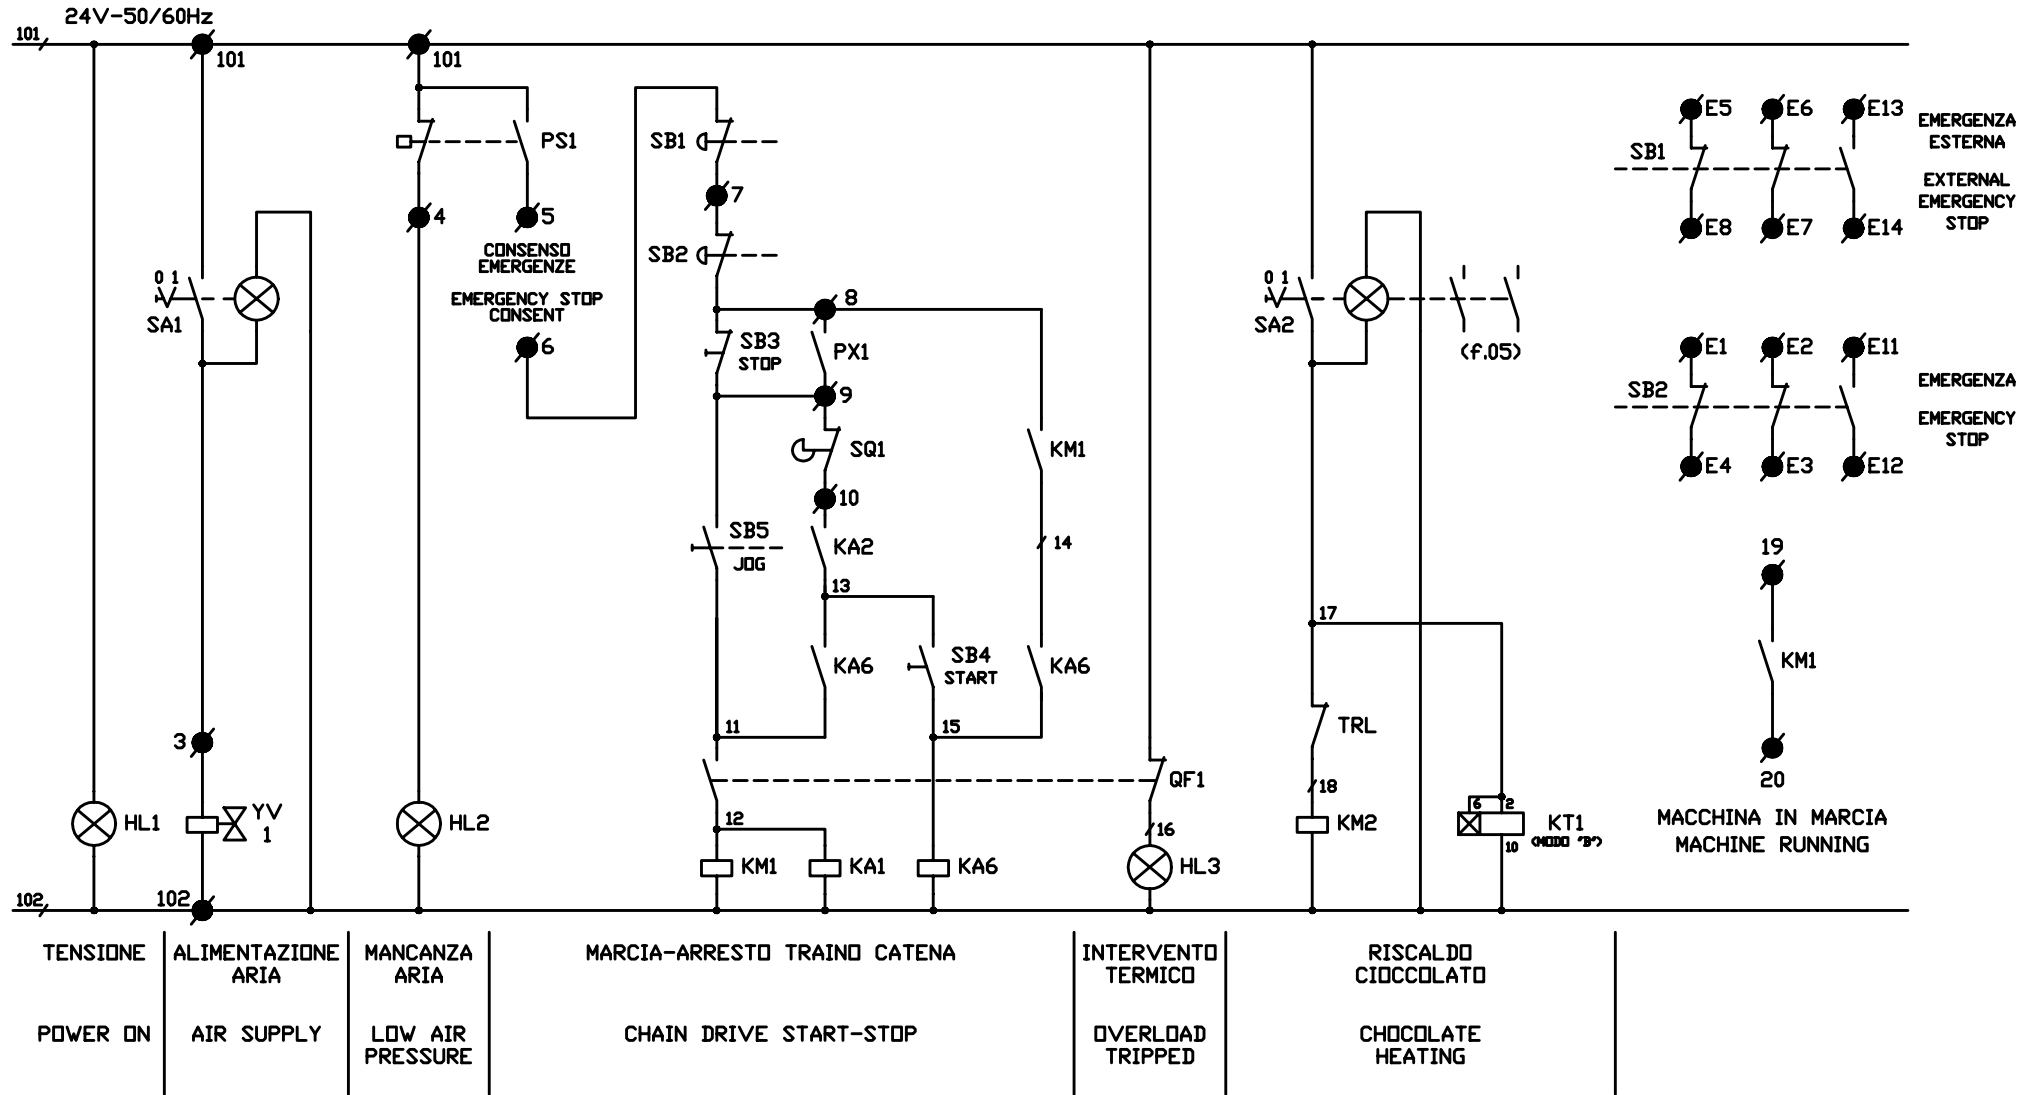 24V-50/60Hz
101
101
101
E5
E6
E13
EMERGENZA
ESTERNA
EXTERNAL
EMERGENCY
STOP
SB1
E8
E7
E14
PS1
SB1
7
4
5
CONSENSO
EMERGENZE
EMERGENCY STOP
CONSENT
6
SB2
0 1
SA1
8
SB3
STOP
PX1
9
0 1
SA2
(f.05)
E1
E2
E11
EMERGENZA
EMERGENCY
STOP
SB2
E4
E3
E12
SQ1
KM1
10
SB5
JOG
KA2
14
13
19
KM1
20
MACCHINA IN MARCIA
MACHINE RUNNING
17
KA6
SB4
START
KA6
11
15
TRL
3
QF1
18
6
2
HL1
YV
1
HL2
12
16
KM2
KT1
(MODO "B")
10
KM1
KA1
KA6
HL3
102
102
TENSIONE
POWER ON
ALIMENTAZIONE
ARIA
AIR SUPPLY
MANCANZA
ARIA
LOW AIR
PRESSURE
MARCIA-ARRESTO TRAINO CATENA
CHAIN DRIVE START-STOP
INTERVENTO
TERMICO
OVERLOAD
TRIPPED
RISCALDO
CIOCCOLATO
CHOCOLATE
HEATING